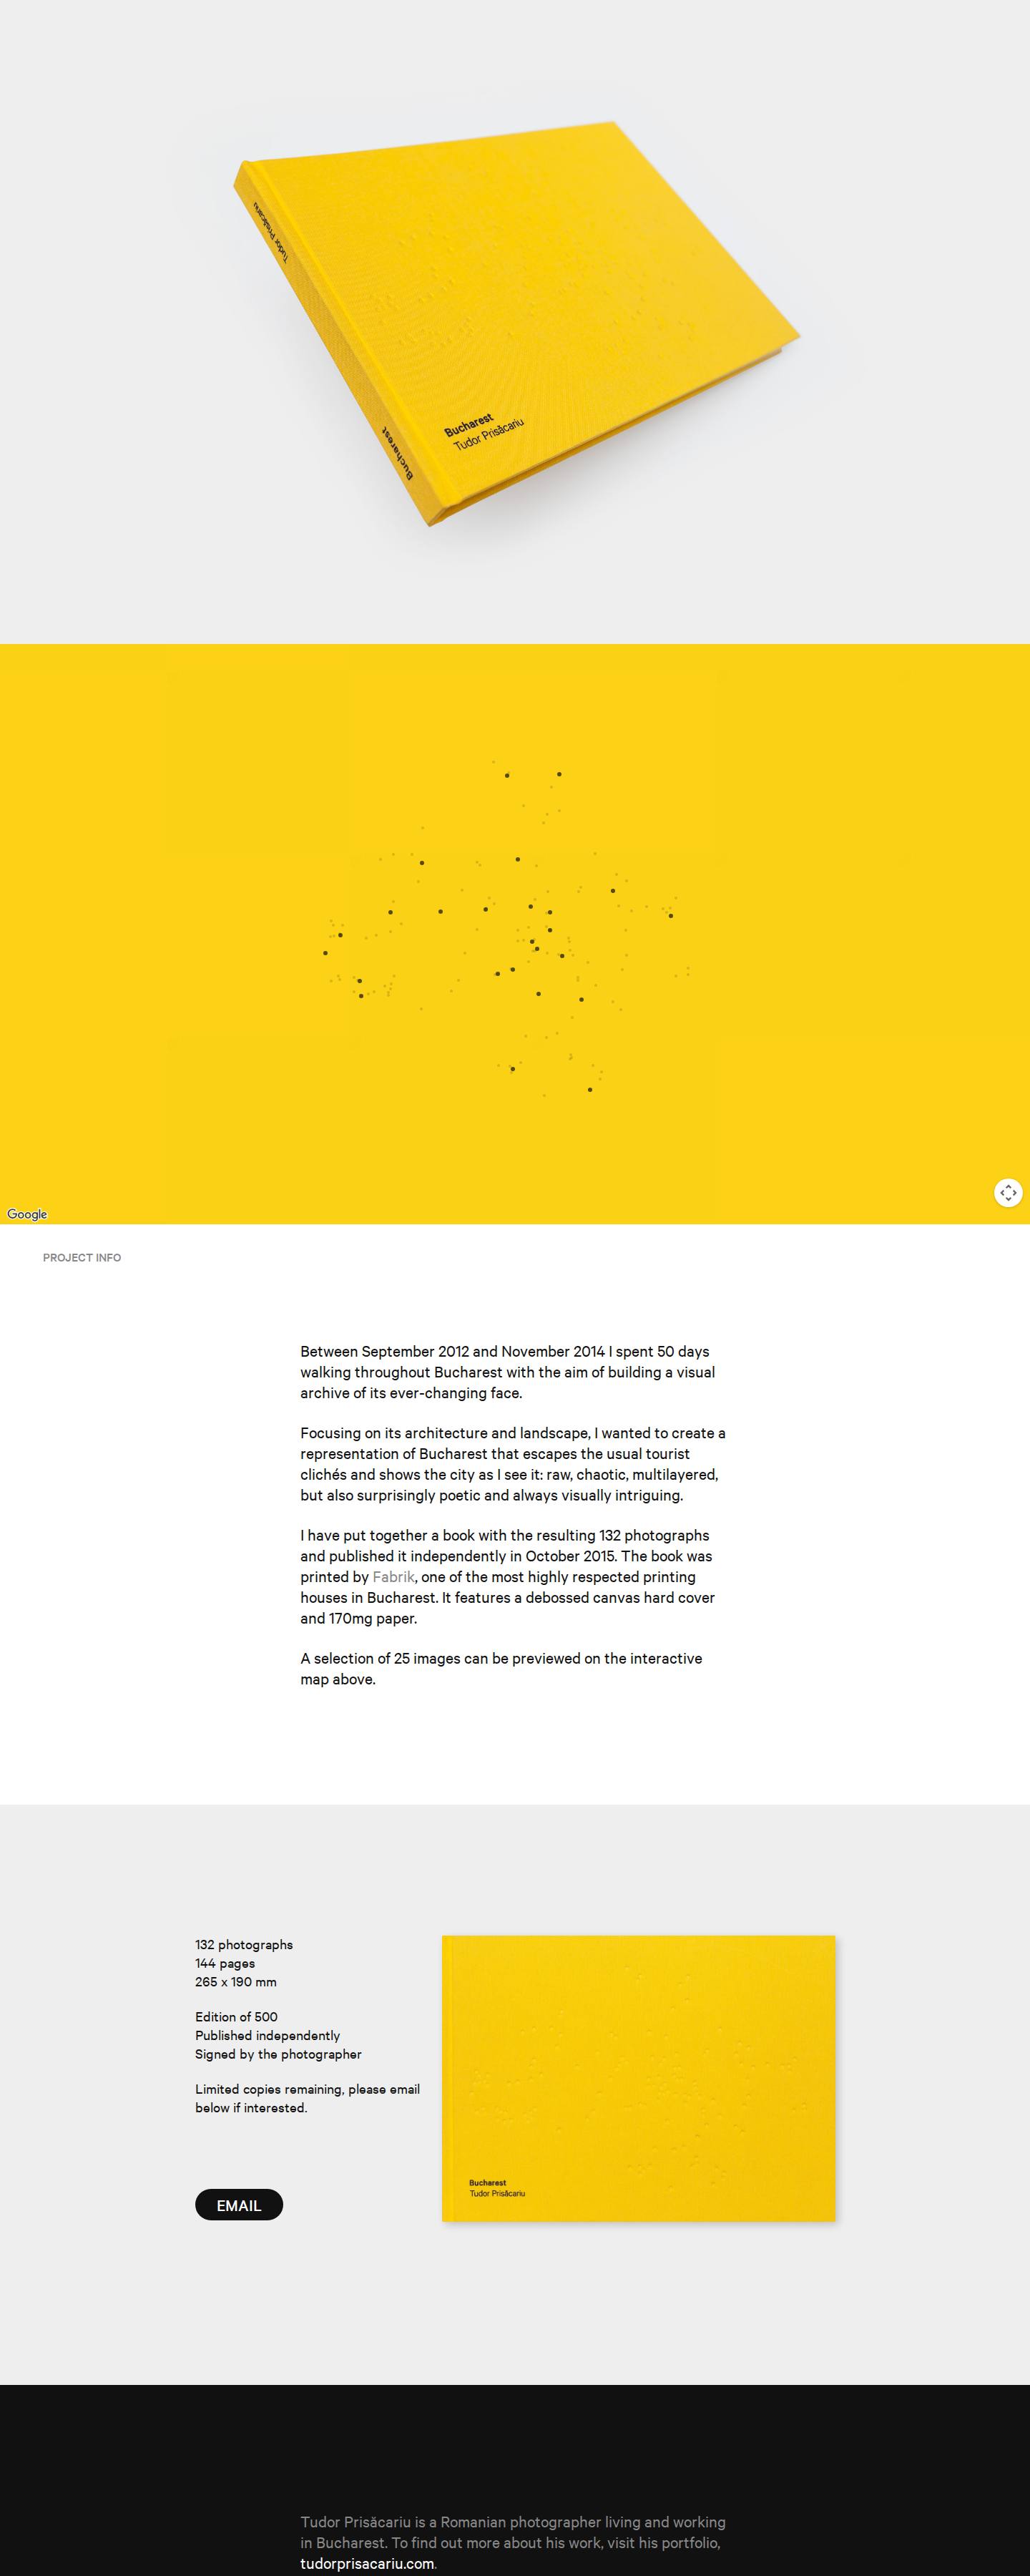 Tudor Prisăcariu
Bucharest
Bucharest
Tudor Prisăcariu
Google
PROJECT INFO
Between September 2012 and November 2014 I spent 50 days
walking throughout Bucharest with the aim of building a visual
archive of its ever-changing face.
Focusing on its architecture and landscape, I wanted to create a
representation of Bucharest that escapes the usual tourist
clichés and shows the city as I see it: raw, chaotic, multilayered,
but also surprisingly poetic and always visually intriguing.
I have put together a book with the resulting 132 photographs
and published it independently in October 2015. The book was
printed by Fabrik, one of the most highly respected printing
houses in Bucharest. It features a debossed canvas hard cover
and 170mg paper.
A selection of 25 images can be previewed on the interactive
map above.
132 photographs
144 pages
265 x 190 mm
Edition of 500
Published independently
Signed by the photographer
Limited copies remaining, please email
below if interested.
EMAIL
Bucharest
Tudor Prisăcariu
Tudor Prisăcariu is a Romanian photographer living and working
in Bucharest. To find out more about his work, visit his portfolio,
tudorprisacariu.com.